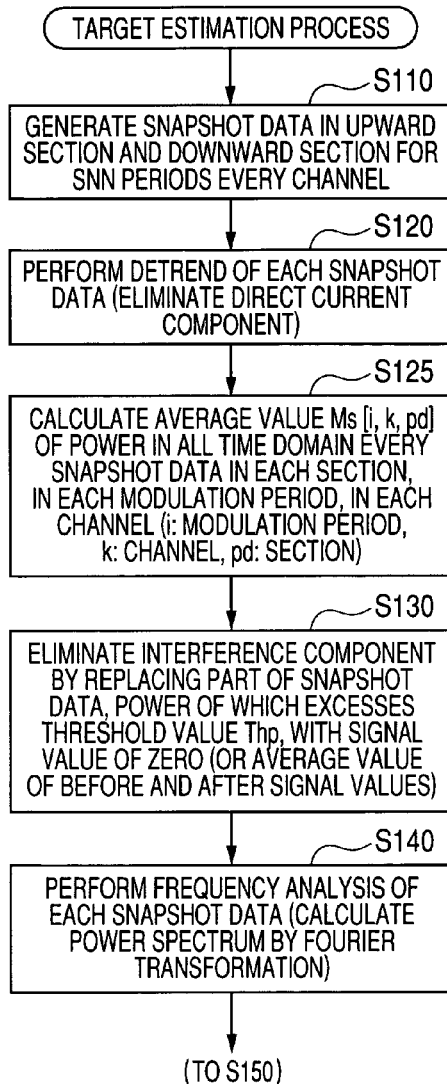 TARGET ESTIMATION PROCESS
S110
GENERATE SNAPSHOT DATA IN UPWARD
SECTION AND DOWNWARD SECTION FOR
SNN PERIODS EVERY CHANNEL
S120
PERFORM DETREND OF EACH SNAPSHOT
DATA (ELIMINATE DIRECT CURRENT
COMPONENT)
S125
CALCULATE AVERAGE VALUE Ms [i, k, pd]
OF POWER IN ALL TIME DOMAIN EVERY
SNAPSHOT DATA IN EACH SECTION,
IN EACH MODULATION PERIOD, IN EACH
CHANNEL (i: MODULATION PERIOD,
k: CHANNEL, pd: SECTION)
S130
ELIMINATE INTERFERENCE COMPONENT
BY REPLACING PART OF SNAPSHOT
DATA, POWER OF WHICH EXCESSES
THRESHOLD VALUE Thp, WITH SIGNAL
VALUE OF ZERO (OR AVERAGE VALUE
OF BEFORE AND AFTER SIGNAL VALUES)
S140
PERFORM FREQUENCY ANALYSIS OF
EACH SNAPSHOT DATA (CALCULATE
POWER SPECTRUM BY FOURIER
TRANSFORMATION)
(TO S150)